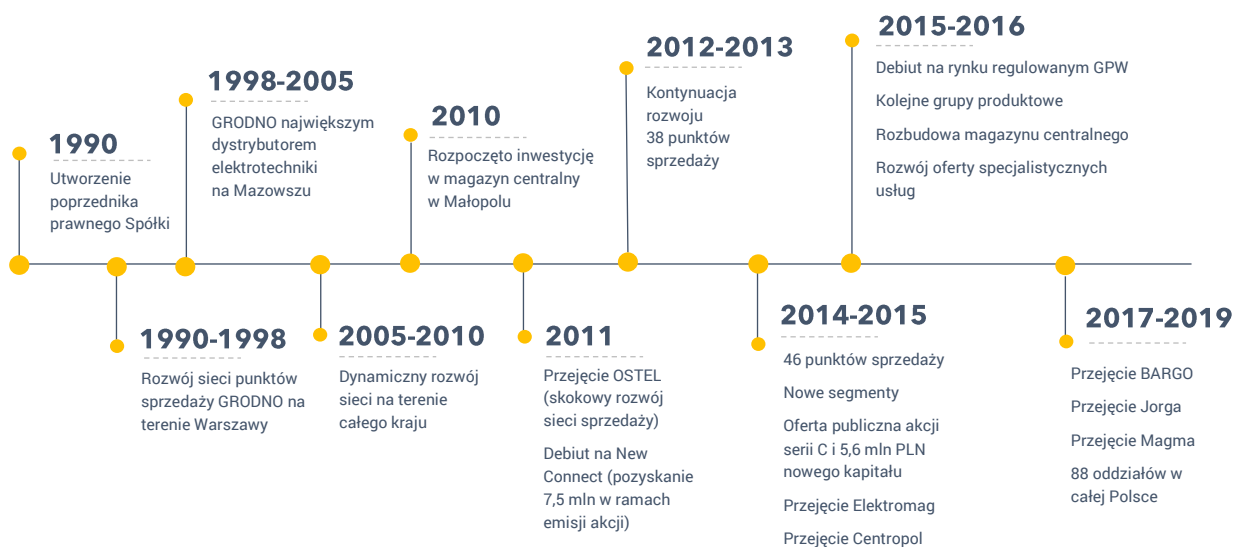 1990
Utworzenie
poprzednika
prawnego Spółki
1990-1998
Rozwój sieci punktów
sprzedaży GRODNO na
terenie Warszawy
1998-2005
GRODNO największym
dystrybutorem
elektrotechniki
na Mazowszu
2005-2010
Dynamiczny rozwój
sieci na terenie
całego kraju
2010
Rozpoczęto inwestycję
w magazyn centralny
w Małopolu
2011
Przejęcie OSTEL
(skokowy rozwój
sieci sprzedaży)
Debiut na New
Connect (pozyskanie
7,5 mln w ramach
emisji akcji)
2012-2013
Kontynuacja
rozwoju
38 punktów
sprzedaży
2014-2015
46 punktów sprzedaży
Nowe segmenty
Oferta publiczna akcji
serii C i 5,6 mln PLN
nowego kapitału
Przejęcie Elektromag
Przejęcie Centropol
2015-2016
Debiut na rynku regulowanym GPW
Kolejne grupy produktowe
Rozbudowa magazynu centralnego
Rozwój oferty specjalistycznych
usług
2017-2019
Przejęcie BARGO
Przejęcie Jorga
Przejęcie Magma
88 oddziałów w
całej Polsce